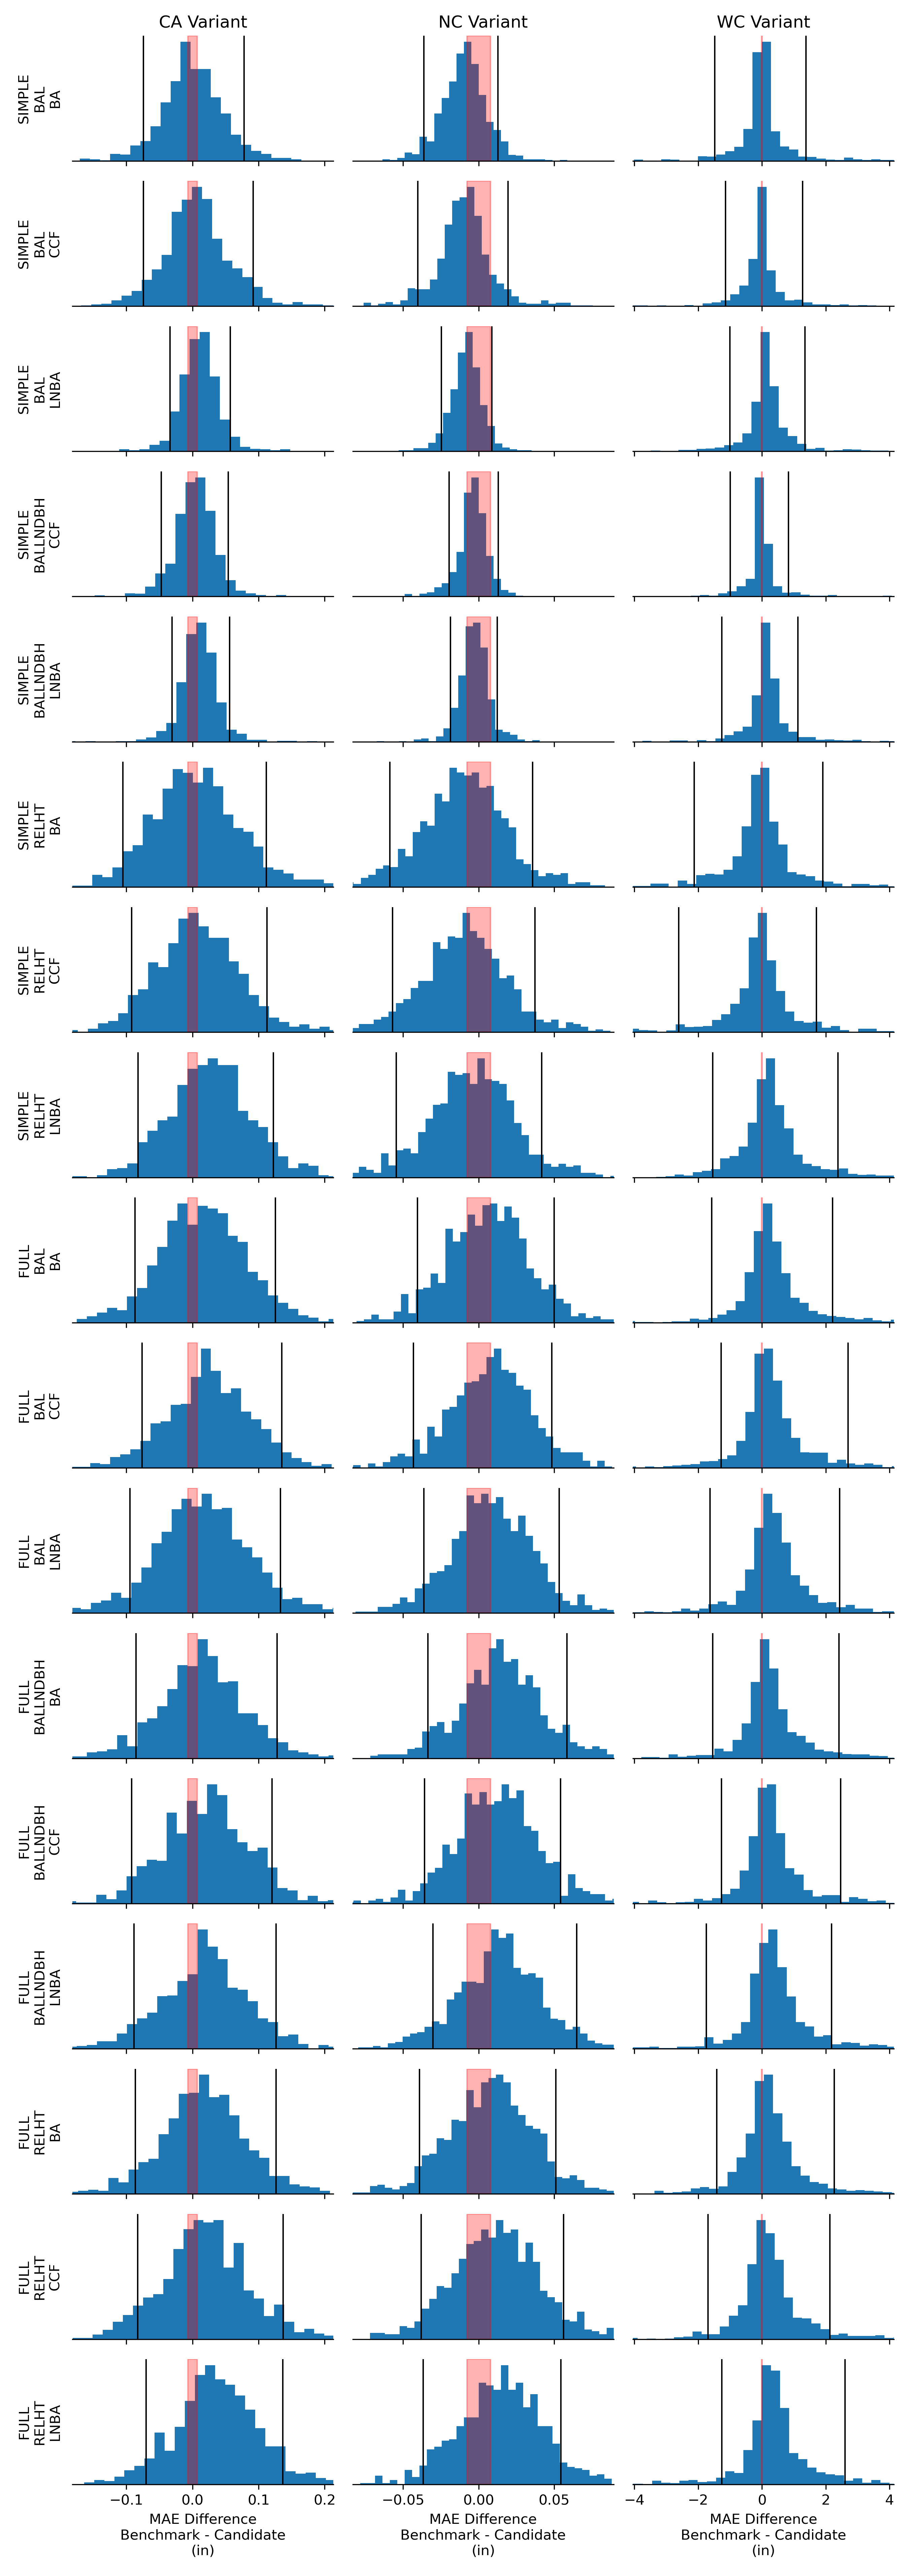 CA Variant
NC Variant
WC Variant
SIMPLE
BAL
BA
SIMPLE
BAL
CCF
SIMPLE
BAL
LNBA
SIMPLE
BALLNDBH
CCF
SIMPLE
BALLNDBH
LNBA
SIMPLE
RELHT
BA
SIMPLE
RELHT
CCF
SIMPLE
RELHT
LNBA
FULL
BAL
BA
FULL
BAL
CCF
FULL
BAL
LNBA
FULL
BALLNDBH
BA
FULL
BALLNDBH
CCF
FULL
BALLNDBH
LNBA
FULL
RELHT
BA
FULL
RELHT
CCF
FULL
RELHT
LNBA
−0.1 0.0 0.1 0.2
−0.05 0.00 0.05
−4 −2 0 2 4
MAE Difference
Benchmark - Candidate
(in)
MAE Difference
Benchmark - Candidate
(in)
MAE Difference
Benchmark - Candidate
(in)